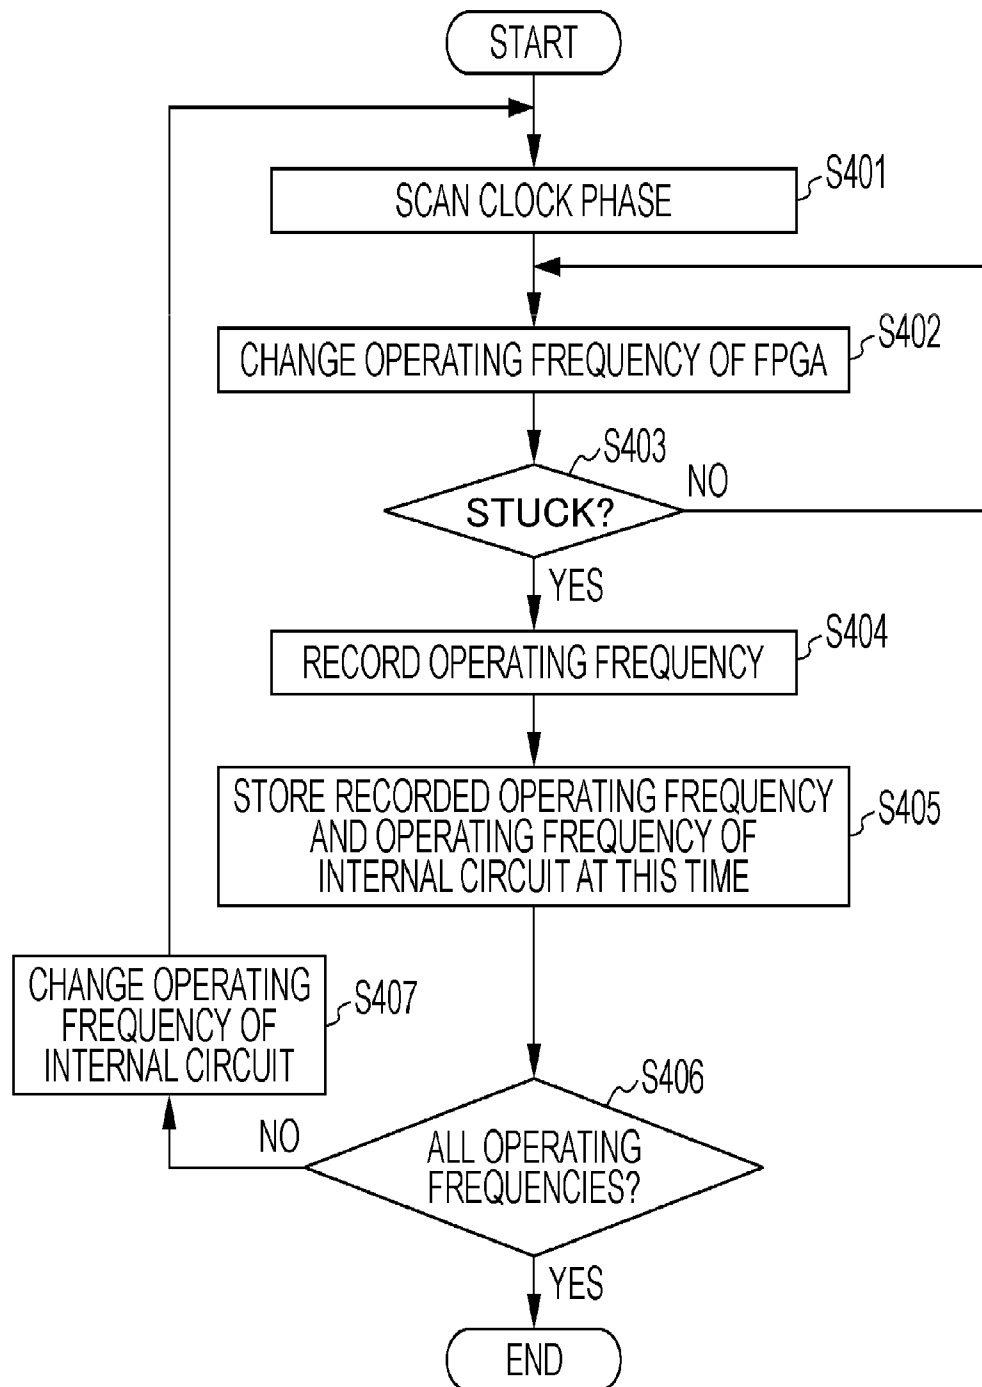 START
SCAN CLOCK PHASE
S401
CHANGE OPERATING FREQUENCY OF FPGA
S402
STUCK?
S403
NO
YES
RECORD OPERATING FREQUENCY
S404
STORE RECORDED OPERATING FREQUENCY
AND OPERATING FREQUENCY OF
INTERNAL CIRCUIT AT THIS TIME
S405
CHANGE OPERATING
FREQUENCY OF
INTERNAL CIRCUIT
S407
ALL OPERATING
FREQUENCIES?
S406
NO
YES
END